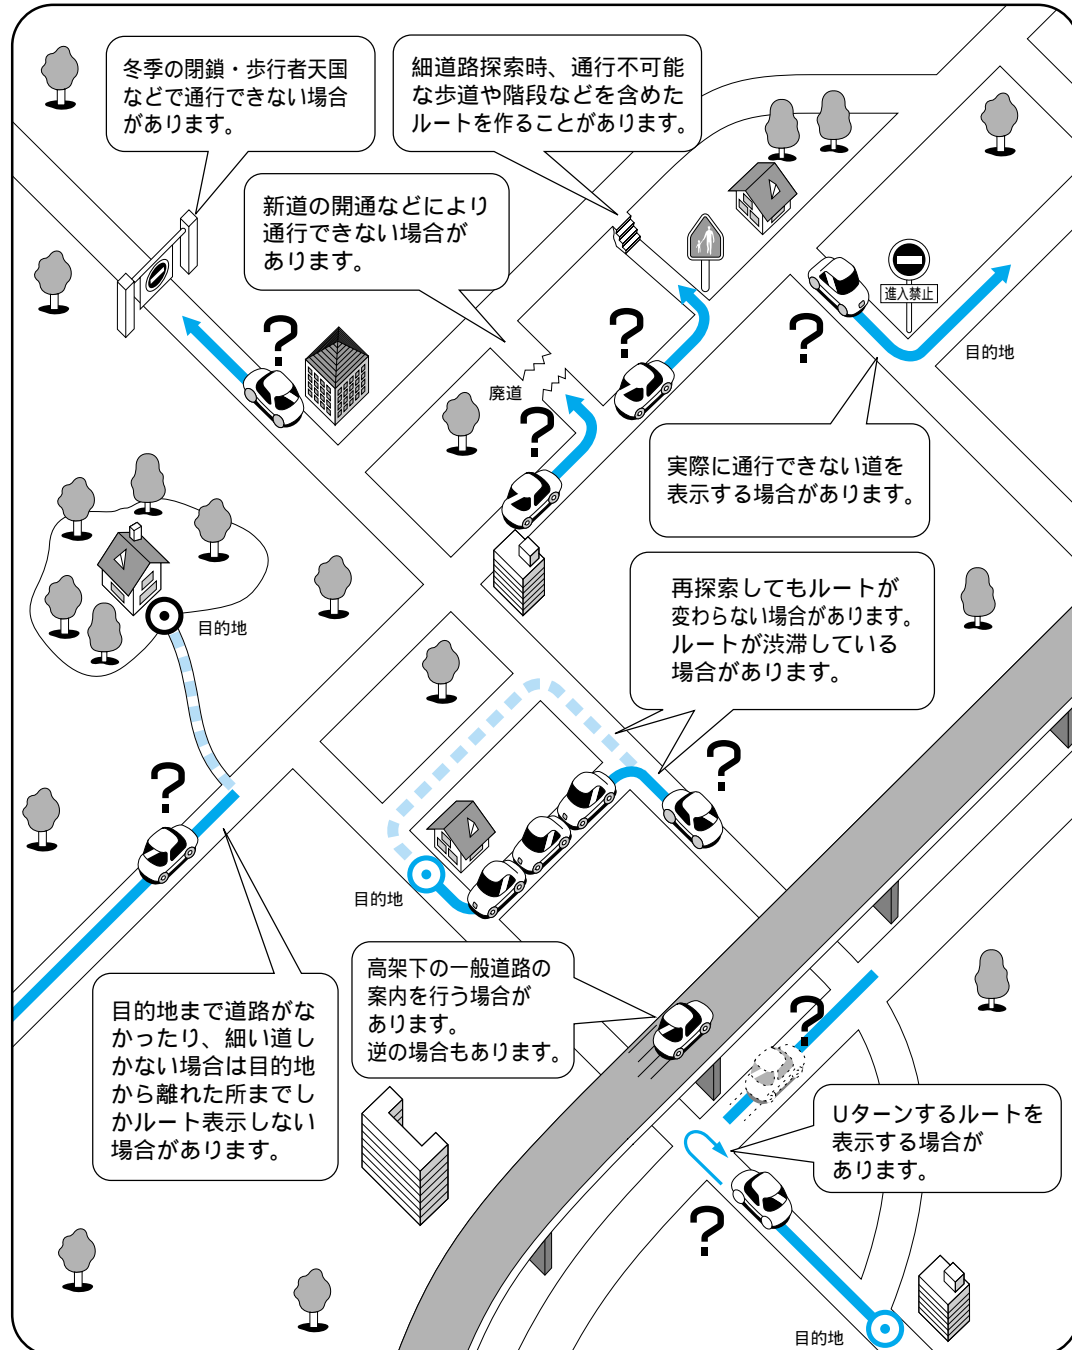 冬季の閉鎖・歩行者天国
などで通行できない場合
があります。
細道路探索時、通行不可能
な歩道や階段などを含めた
ルートを作ることがあります。
新道の開通などにより
通行できない場合が
あります。
進入禁止
目的地
廃道
実際に通行できない道を
表示する場合があります。
目的地
再探索してもルートが
変わらない場合があります。
ルートが渋滞している
場合があります。
目的地
高架下の一般道路の
案内を行う場合が
あります。
逆の場合もあります。
目的地まで道路がな
かったり、細い道し
かない場合は目的地
から離れた所までし
かルート表示しない
場合があります。
Uターンするルートを
表示する場合が
あります。
目的地